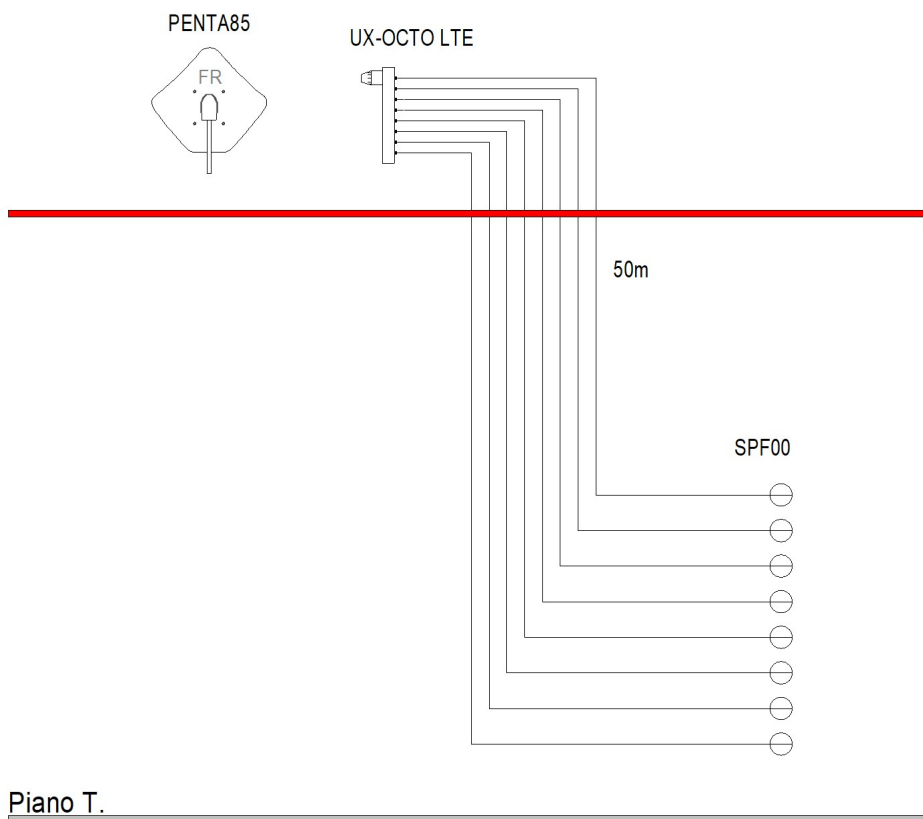 PENTA85
UX-OCTO LTE
FR
50m
SPF00
Piano T.